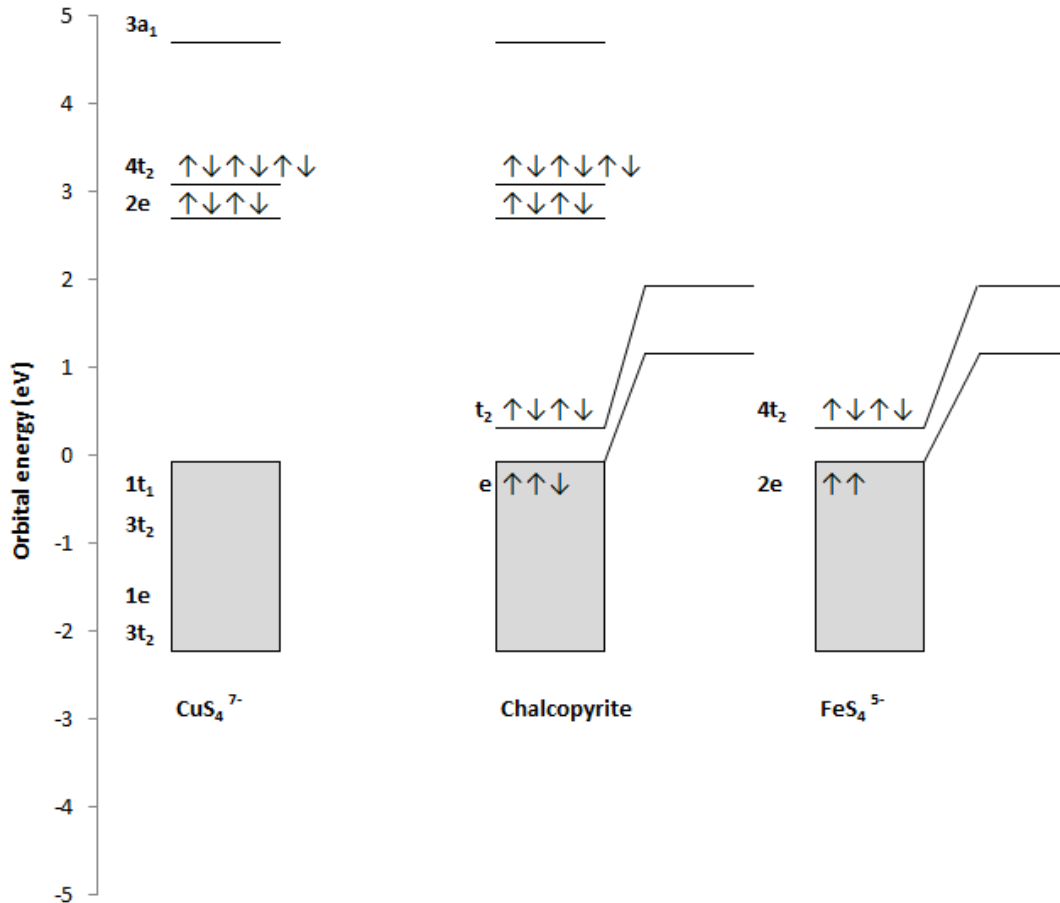 5
3a₁
4
4t₂ ↑↓↑↓↑↓ ↑↓↑↓↑↓
3
2e ↑↓↑↓ ↑↓↑↓
2
1
t₂ ↑↓↑↓ 4t₂ ↑↓↑↓
0
1t₁ e ↑↑↓ 2e ↑↑
3t₂
-1
1e
3t₂
-2
CuS₄ ⁷⁻ Chalcopyrite FeS₄ ⁵⁻
-3
-4
-5
Orbital energy (eV)